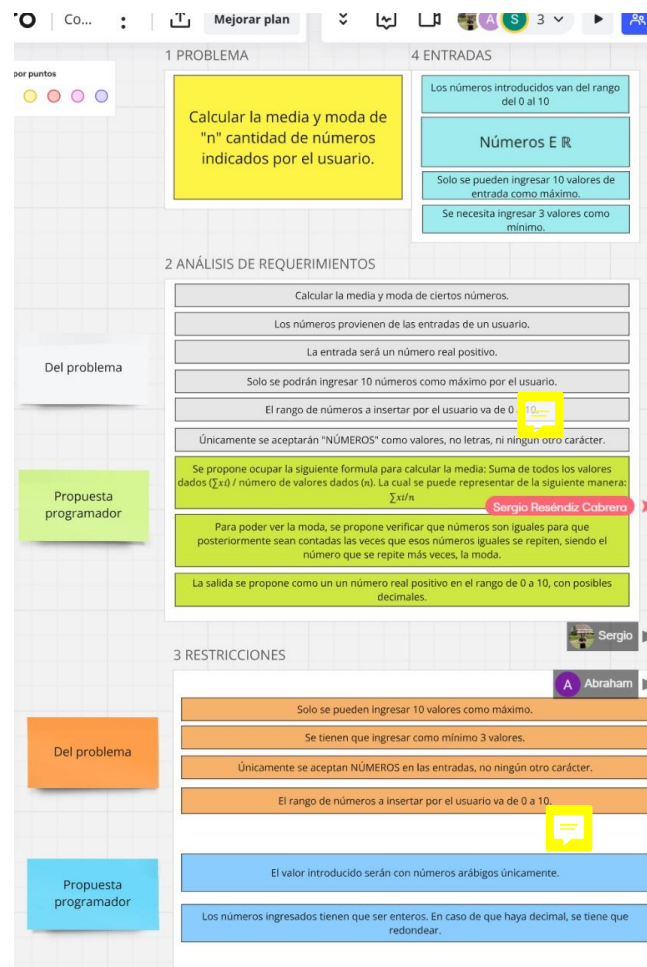 Co...
Mejorar plan
A
S
3
por puntos
1 PROBLEMA
Calcular la media y moda de
"n" cantidad de números
indicados por el usuario.
4 ENTRADAS
Los números introducidos van del rango
del 0 al 10
Números E ℝ
Solo se pueden ingresar 10 valores de
entrada como máximo.
Se necesita ingresar 3 valores como
mínimo.
2 ANÁLISIS DE REQUERIMIENTOS
Del problema
Calcular la media y moda de ciertos números.
Los números provienen de las entradas de un usuario.
La entrada será un número real positivo.
Solo se podrán ingresar 10 números como máximo por el usuario.
El rango de números a insertar por el usuario va de 0 a 10.
Únicamente se aceptarán "NÚMEROS" como valores, no letras, ni ningún otro carácter.
Propuesta
programador
Se propone ocupar la siguiente formula para calcular la media: Suma de todos los valores
dados (∑xi) / número de valores dados (n). La cual se puede representar de la siguiente manera:
∑xi/n
Sergio Reséndiz Cabrera
Para poder ver la moda, se propone verificar que números son iguales para que
posteriormente sean contadas las veces que esos números iguales se repiten, siendo el
número que se repite más veces, la moda.
La salida se propone como un un número real positivo en el rango de 0 a 10, con posibles
decimales.
Sergio
3 RESTRICCIONES
A Abraham
Del problema
Solo se pueden ingresar 10 valores como máximo.
Se tienen que ingresar como mínimo 3 valores.
Únicamente se aceptan NÚMEROS en las entradas, no ningún otro carácter.
El rango de números a insertar por el usuario va de 0 a 10.
Propuesta
programador
El valor introducido serán con números arábigos únicamente.
Los números ingresados tienen que ser enteros. En caso de que haya decimal, se tiene que
redondear.